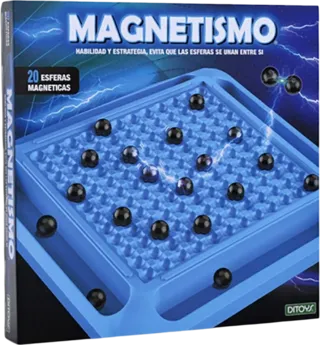 MAGNETISMO
HABILIDAD Y ESTRATEGIA, EVITA QUE LAS ESFERAS SE UNAN ENTRE SI
20 ESFERAS
MAGNETICAS
MAGNETISMO
DITOYS